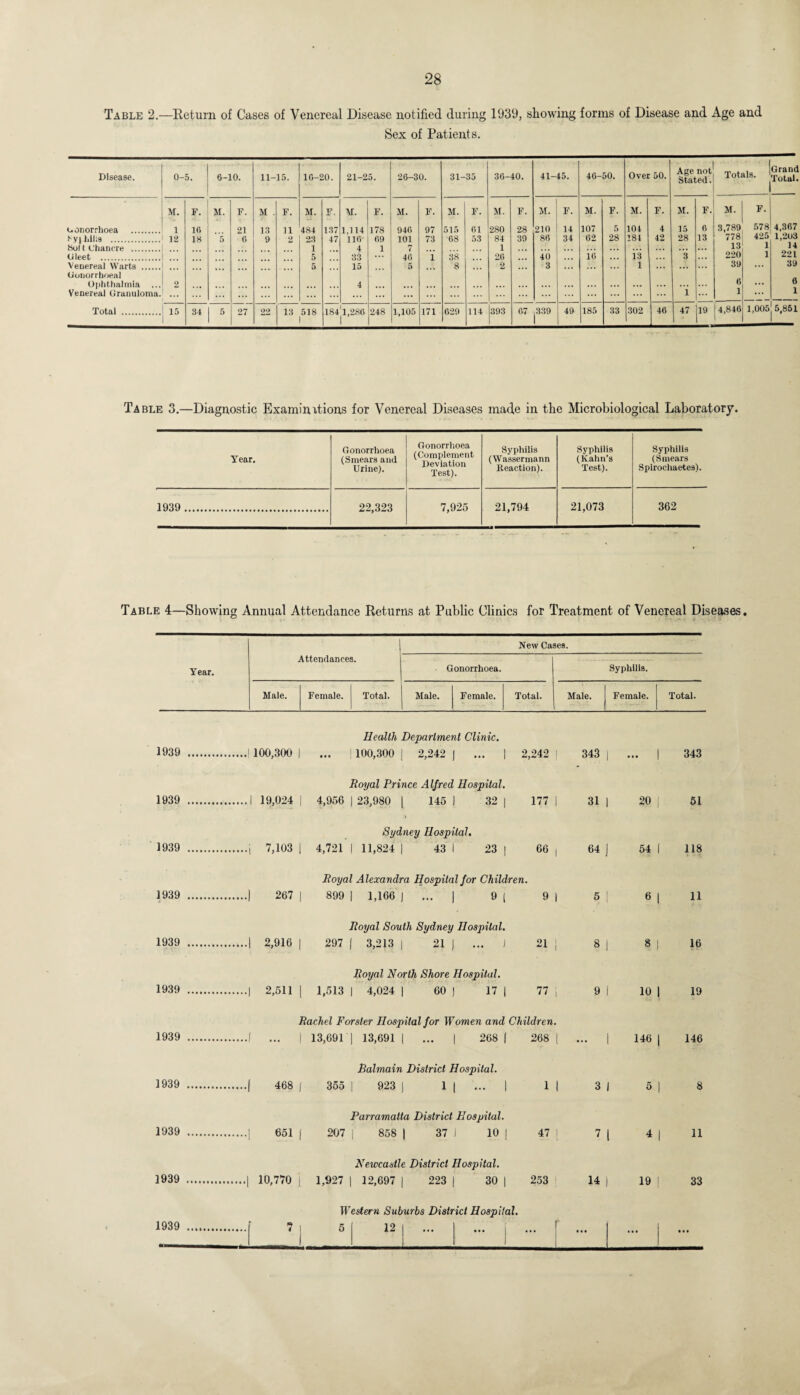 28
TABLE 2.—Return of Cases of Venereal Disease notified during 1939, showing forms of Disease and Age and
Sex of Patients.
Disease. 0-5. 6-10. 11-15. 16-20. 21-25. 26-30. 31-35 36-40. 41-45. 46-50. Over 50. Age not Stated. Totals. Grand Total.
M. F. M. F. M. F. M. F. M. F. M. F. M. F. M. F. M. F. M. F. M. F. M. F. M. F.
Gonorrhoea ......... 1 16 ... 21 13 11 484 137 1,114 178 946 97 515 61 280 28 210 14 107 5 104 4 15 6 3,789 578 4,367
Syphilis ......... 12 18 5 6 9 2 23 47 116 69 101 73 68 53 84 39 86 34 62 28 184 42 28 13 778 425 1,203
Soft Chancre ......... ... ... ... ... ... ... 1 ... 4 1 7 ... ... ... 1 ... ... ... ... ... ... ... ... ... 13 1 14
Gleet ......... ... ... ... ... ... ... 5 ... 33 ... 46 1 38 ... 26 ... 40 ... 16 ... 13 ... 3 ... 220 1 221
Venereal Warts ...... ... ... ... ... ... ... 5 ... 15 ... 5 ... 8 ... 2 ... 3 ... ... ... 1 ... ... ... 39 ... 39
Gonorrhoeal
Ophthalmia ... 2 ... ... ... ... ... ... ... 4 ... ... ... ... ... ... ... ... ... ... ... ... ... ... ... 6 ... 6
Venereal Granuloma. ... ... ... ... ... ... ... ... ... ... ... ... ... ... ... ... ... ... ... ... ... ... 1 ... 1 ... 1
Total ......... 15 34 5 27 22 13 518 184 1,286 248 1,105 171 629 114 393 67 339 49 185 33 302 46 47 19 4,846 1,005 5,851
TABLE 3.—Diagnostic Examinations for Venereal Diseases made in the Microbiological Laboratory.
Year. Gonorrhoea (Smears and Urine). Gonorrhoea (Complement Deviation Test). Syphilis (Wassermann Reaction). Syphilis (Kahn's Test). Syphilis (Smears Spirochaetes).
1939 ......... 22,323 7,925 21,794 21,073 362
TABLE 4—Showing Annual Attendance Returns at Public Clinics for Treatment of Venereal Diseases.
New Cases.
Year. Attendances. Gonorrhoea. Syphilis.
Male. Female. Total. Male. Female. Total. Male. Female. Total.
Health Department Clinic.
1939 ......... 100,300 ... 100,300 2,242 ... 2,242 343 ... 343
Royal Prince Alfred Hospital.
1939 ......... 19,024 4,956 23,980 145 32 177 31 20 51
Sydney Hospital.
1939 ......... 7,103 4,721 11,824 43 23 66 64 54 118
Royal Alexandra Hospital for Children.
1939 ......... 267 899 1,166 ... 9 9 5 6 11
Royal South Sydney Hospital.
1939 ......... 2,916 297 3,213 21 ... 21 8 8 16
Royal North Shore Hospital.
1939 ......... 2,511 1,513 4,024 60 17 77 9 10 19
Rachel Forster Hospital for Women and Children.
1939 ......... ... 13,691 13,691 ... 268 268 ... 146 146
Balmain District Hospital.
1939 ......... 468 355 923 1 ... 1 3 5 8
Parramatta District Hospital.
1939 ......... 651 207 858 37 10 47 7 4 11
Newcastle District Hospital.
1939 ......... 10,770 1,927 12,697 223 30 253 14 19 33
Western Suburbs District Hospital.
1939 ......... 7 5 12 ... ... ... ... ... ...